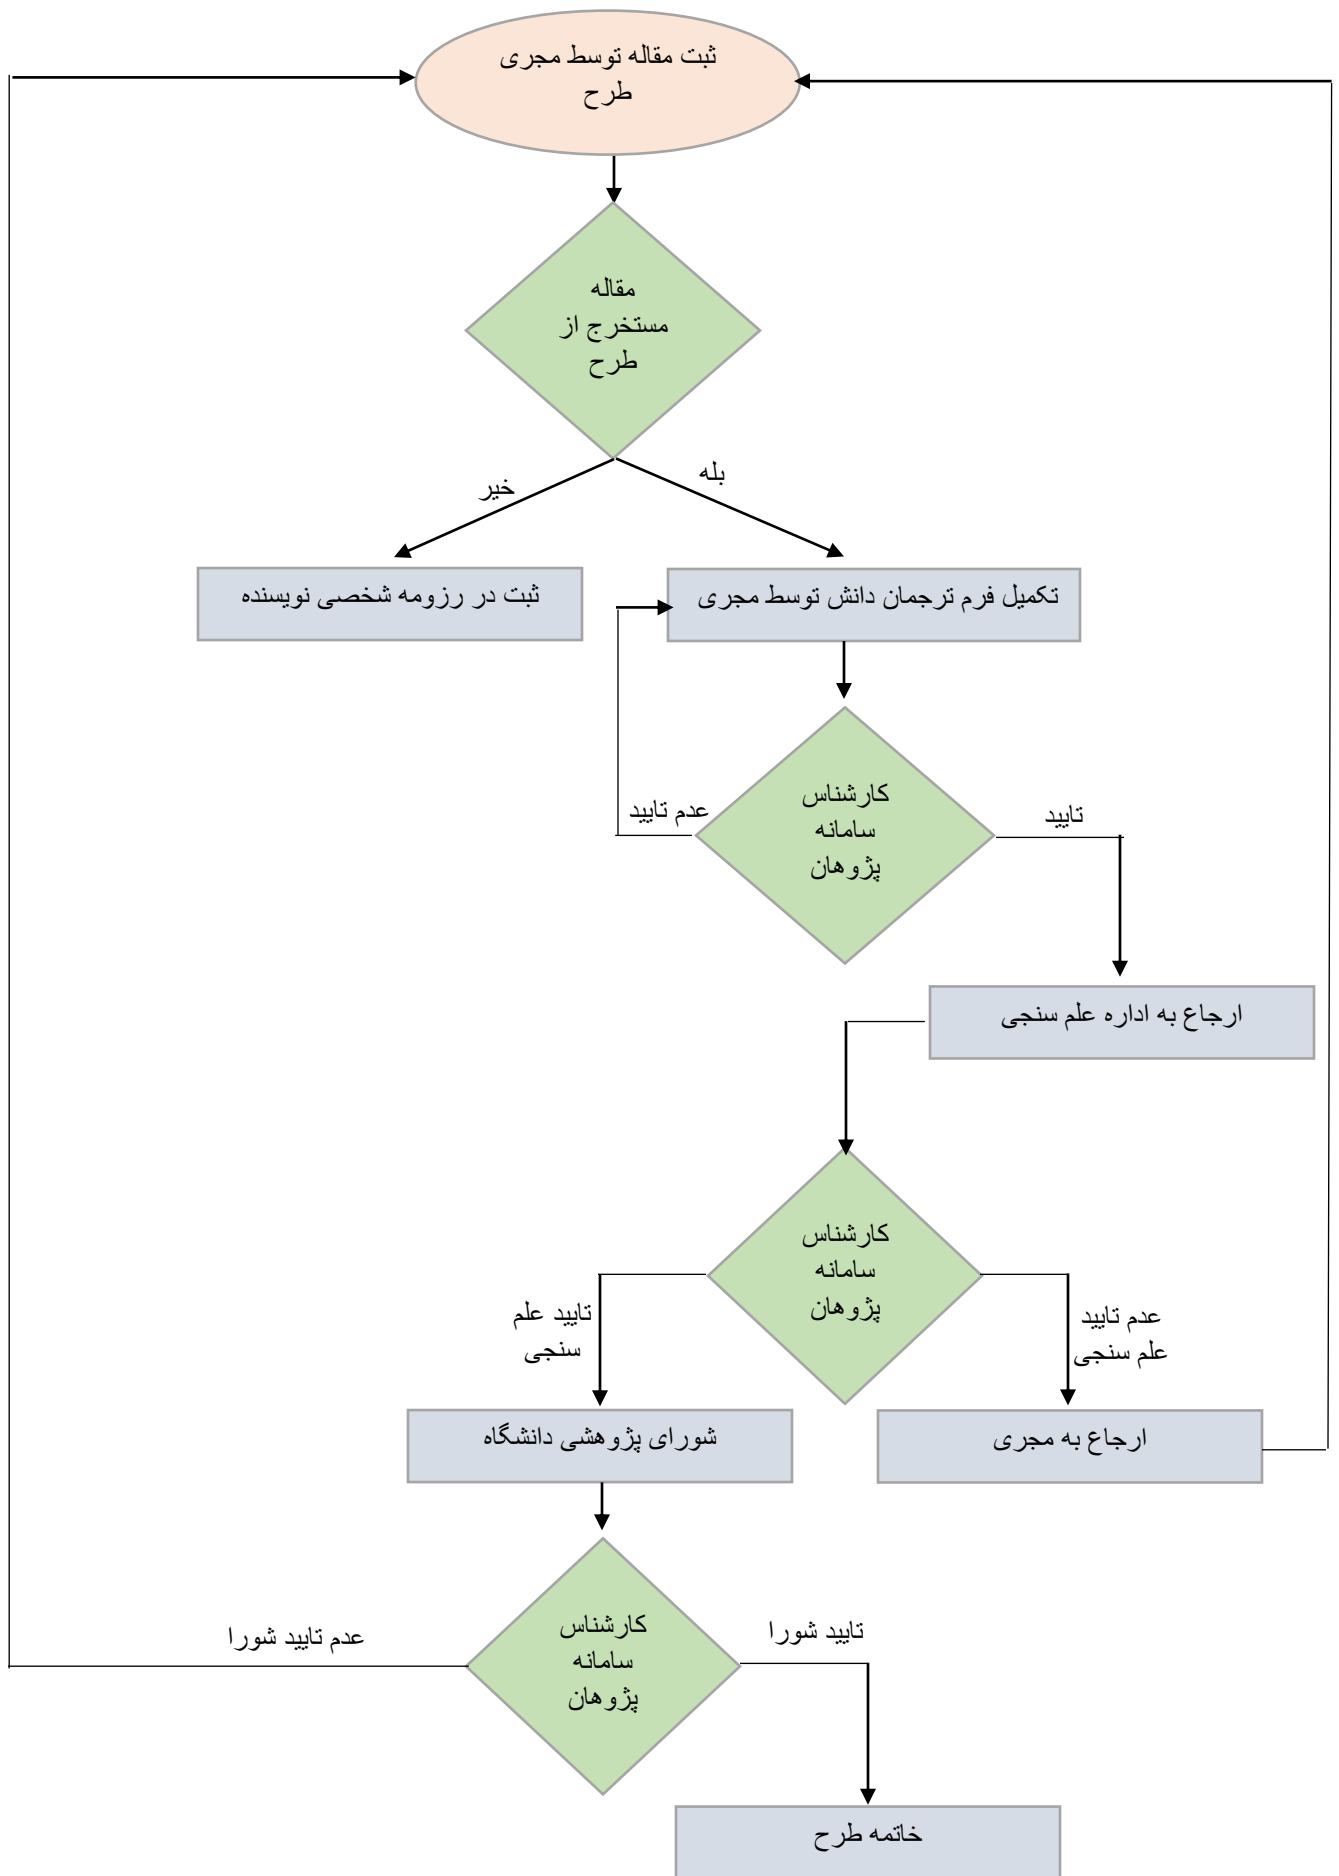 ثبت مقاله توسط مجری
طرح
مقاله
مستخرج از
طرح
بله
خیر
تکمیل فرم ترجمان دانش توسط مجری
ثبت در رزومه شخصی نویسنده
کارشناس
سامانه
پژوهان
تایید
عدم تایید
ارجاع به اداره علم سنجی
کارشناس
سامانه
پژوهان
عدم تایید
علم سنجی
تایید علم
سنجی
ارجاع به مجری
شورای پژوهشی دانشگاه
کارشناس
سامانه
پژوهان
تایید شورا
عدم تایید شورا
خاتمه طرح